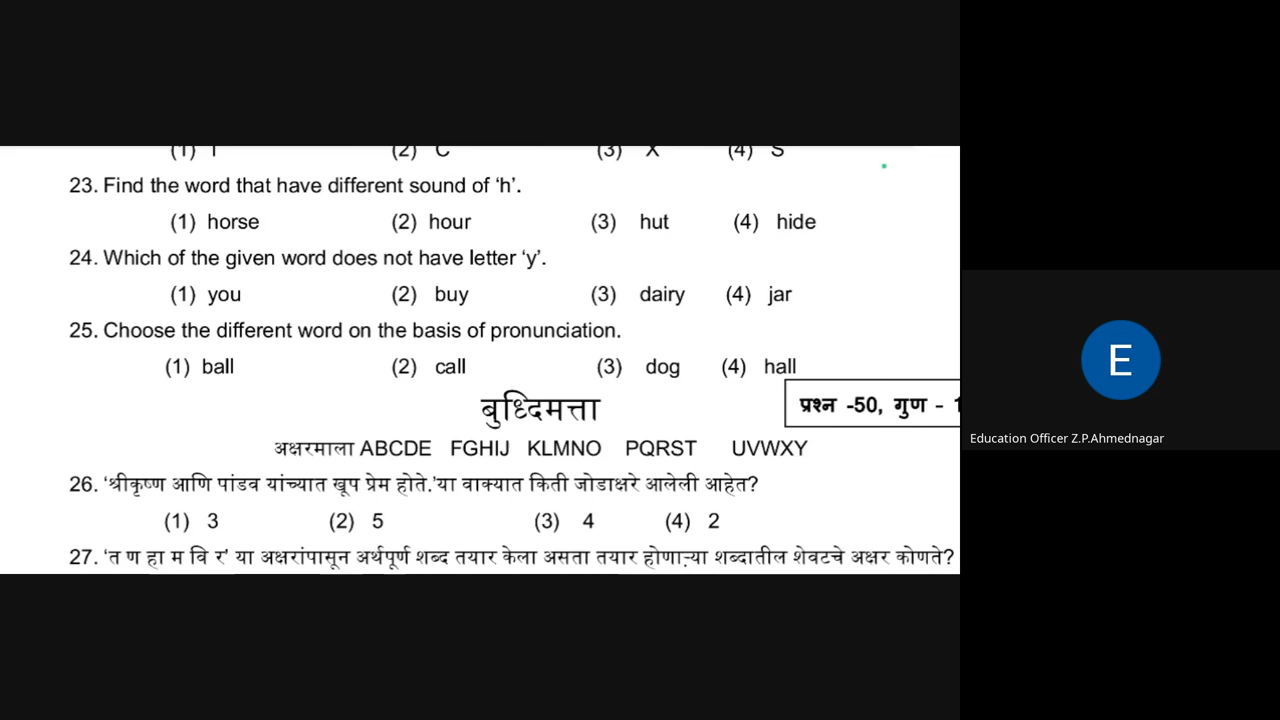 (1) T (2) C (3) X (4) S
23. Find the word that have different sound of ‘h’.
(1) horse (2) hour (3) hut (4) hide
24. Which of the given word does not have letter ‘y’.
(1) you (2) buy (3) dairy (4) jar
25. Choose the different word on the basis of pronunciation.
(1) ball (2) call (3) dog (4) hall
बुध्दिमत्ता
प्रश्न -50, गुण -
अक्षरमाला ABCDE FGHIJ KLMNO PQRST UVWXY
26. ‘श्रीकृष्ण आणि पांडव यांच्यात खूप प्रेम होते.’या वाक्यात किती जोडाक्षरे आलेली आहेत?
(1) 3 (2) 5 (3) 4 (4) 2
27. ‘त ण हा म वि र’ या अक्षरांपासून अर्थपूर्ण शब्द तयार केला असता तयार होणाऱ्या शब्दातील शेवटचे अक्षर कोणते?
E
Education Officer Z.P.Ahmednagar